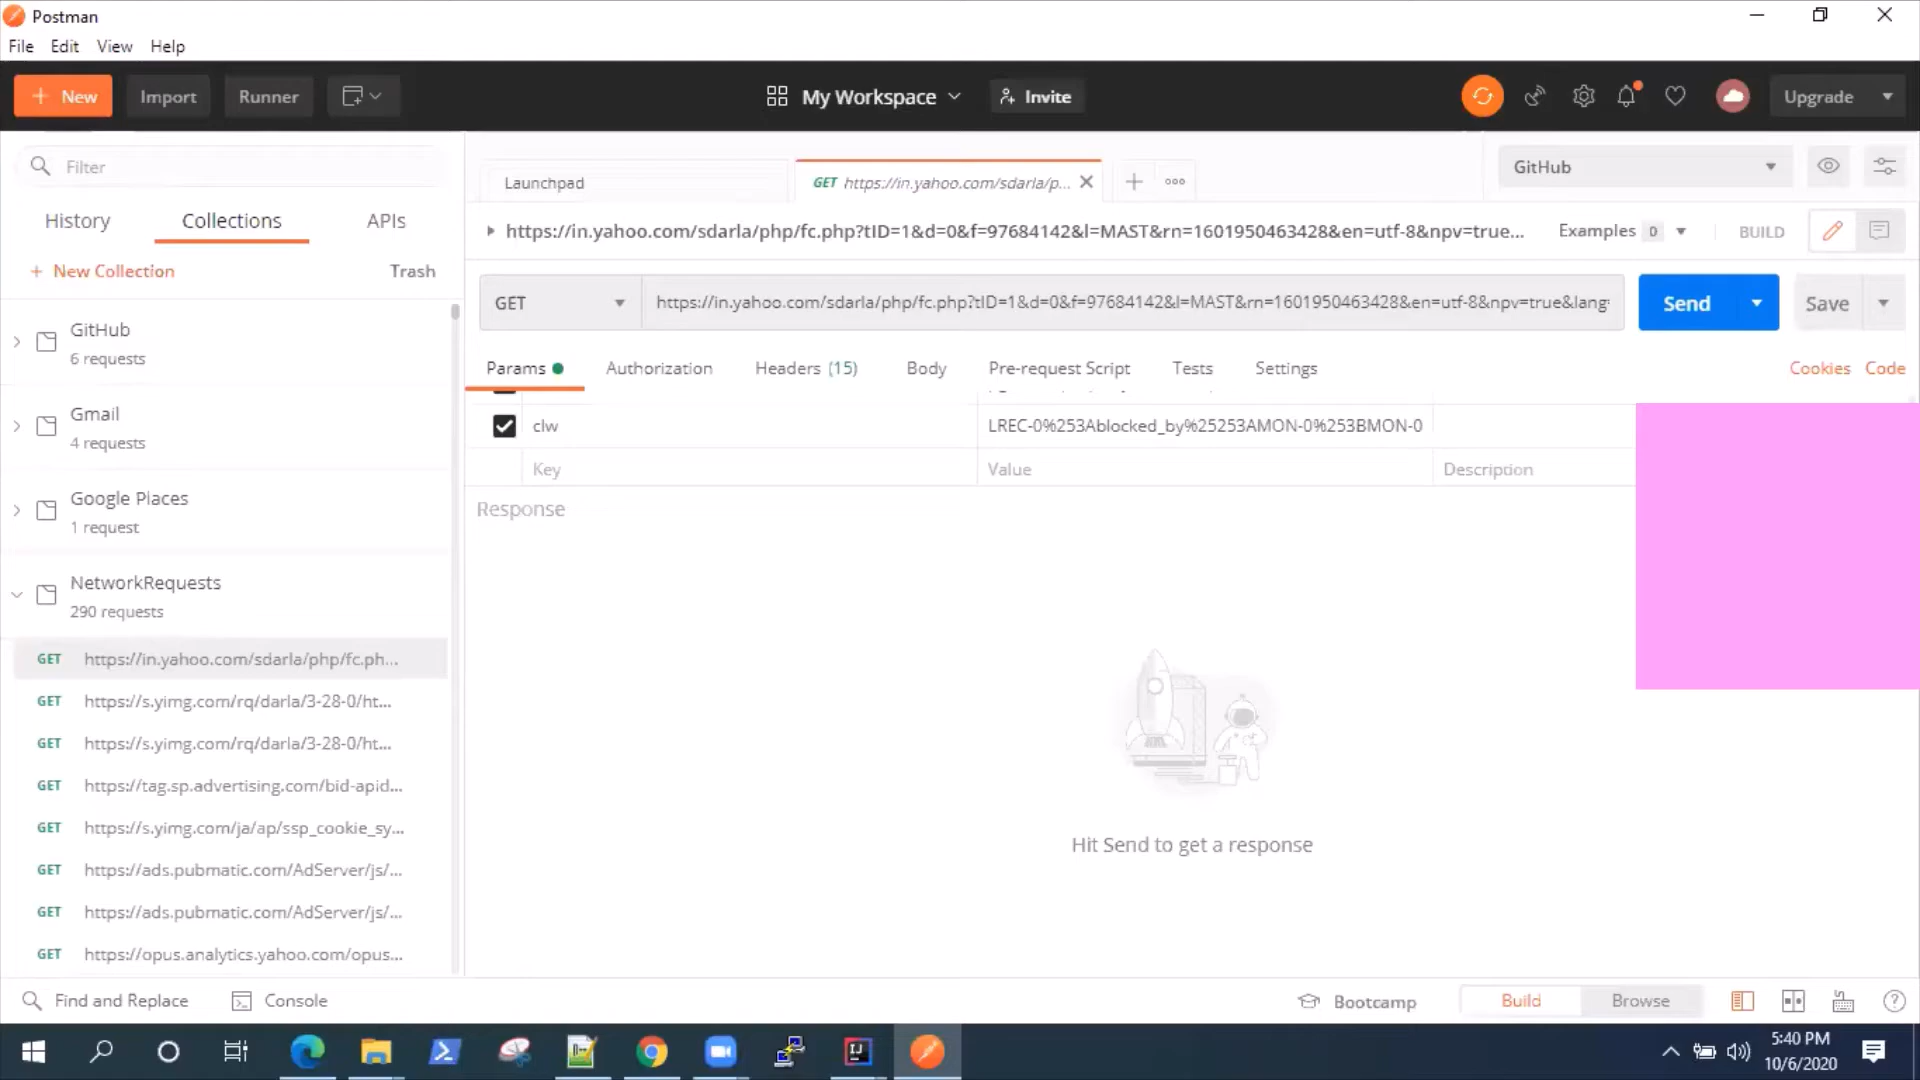 Postman
File Edit View Help
New Import Runner My Workspace Invite Upgrade
Filter
Launchpad GET https://in.yahoo.com/sdarla/p... GitHub
History Collections APIs
https://in.yahoo.com/sdarla/php/fc.php?tID=1&d=0&f=97684142&l=MAST&rn=1601950463428&en=utf-8&npv=true... Examples 0 BUILD
+ New Collection Trash
GET https://in.yahoo.com/sdarla/php/fc.php?tID=1&d=0&f=97684142&l=MAST&rn=1601950463428&en=utf-8&npv=true&lang Send Save
GitHub
6 requests
Params Authorization Headers (15) Body Pre-request Script Tests Settings Cookies Code
Gmail
4 requests
clw LREC-0%253Ablocked_by%25253AMON-0%253BMON-0
Key Value Description
Response
Google Places
1 request
NetworkRequests
290 requests
GET https://in.yahoo.com/sdarla/php/fc.ph...
GET https://s.yimg.com/rq/darla/3-28-0/ht...
GET https://s.yimg.com/rq/darla/3-28-0/ht...
GET https://tag.sp.advertising.com/bid-apid...
GET https://s.yimg.com/ja/ap/ssp_cookie_sy...
GET https://ads.pubmatic.com/AdServer/js/...
GET https://ads.pubmatic.com/AdServer/js/...
GET https://opus.analytics.yahoo.com/opus...
Hit Send to get a response
Find and Replace Console Bootcamp Build Browse
5:40 PM
10/6/2020